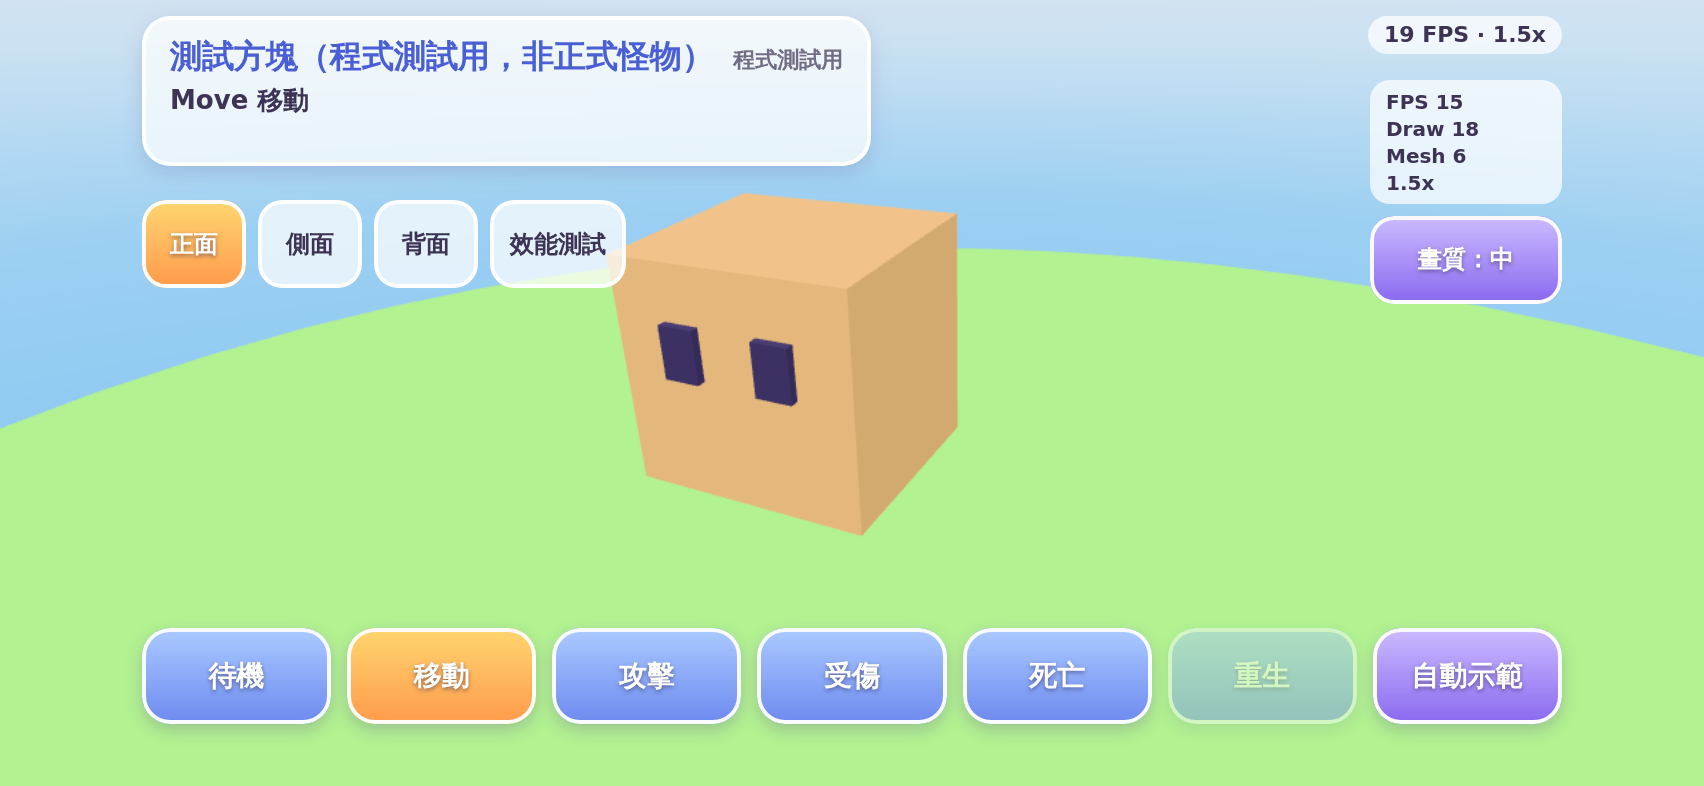 測試方塊（程式測試用，非正式怪物） 程式測試用
Move 移動
19 FPS · 1.5x
FPS 15
Draw 18
Mesh 6
1.5x
正面
側面
背面
效能測試
畫質：中
待機
移動
攻擊
受傷
死亡
重生
自動示範